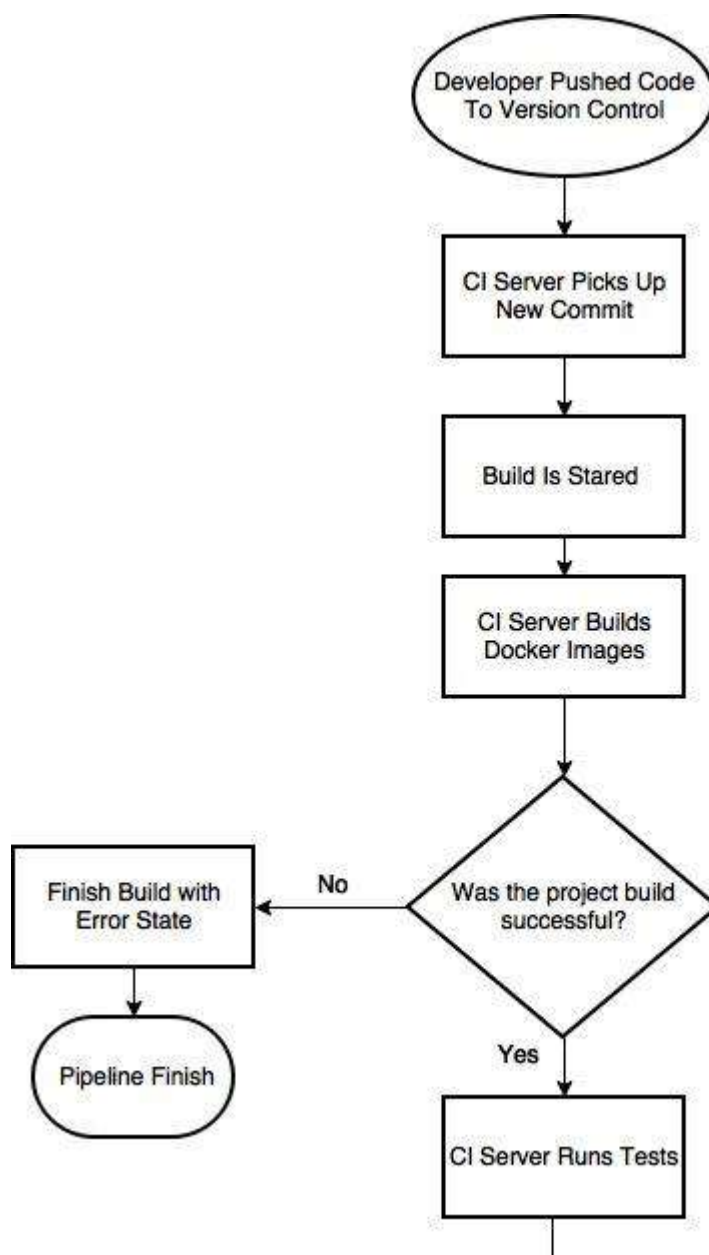 Developer Pushed Code
To Version Control
CI Server Picks Up
New Commit
Build Is Stared
CI Server Builds
Docker Images
Was the project build
successful?
No
Finish Build with
Error State
Pipeline Finish
Yes
CI Server Runs Tests